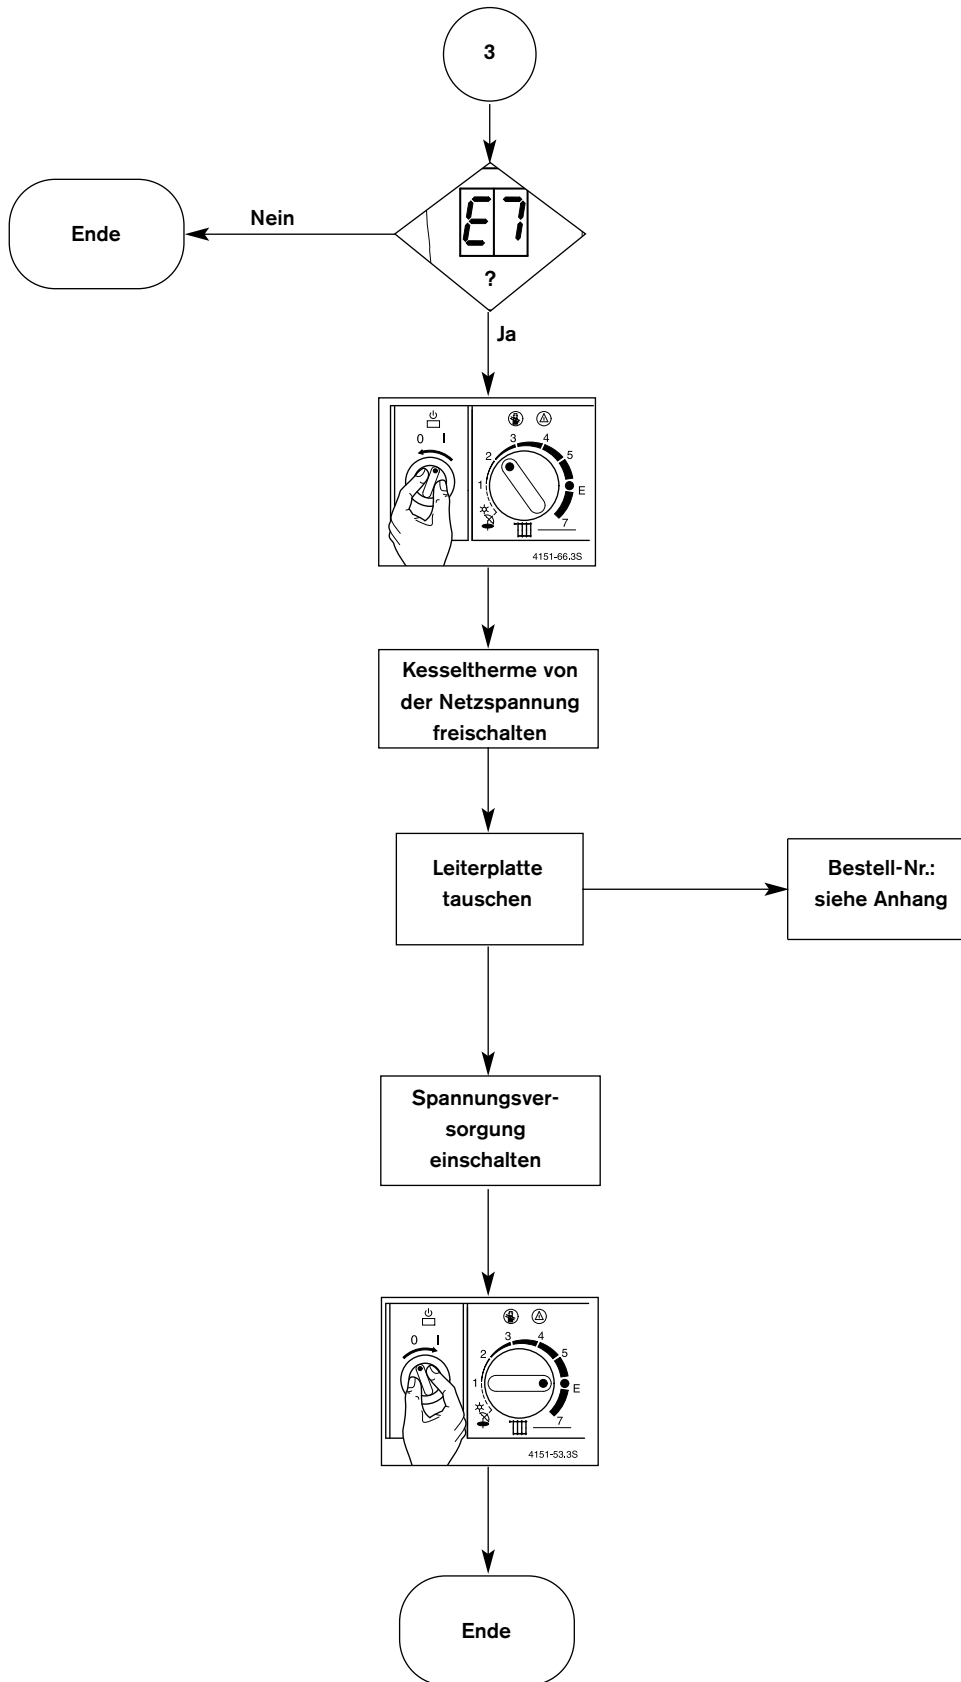 3
E7
?
Nein
Ende
Ja
0 I
1
2
3
4
5
E
7
4151-66.3S
Kesseltherme von
der Netzspannung
freischalten
Leiterplatte
tauschen
Bestell-Nr.:
siehe Anhang
Spannungsver-
sorgung
einschalten
0 I
1
2
3
4
5
E
7
4151-53.3S
Ende